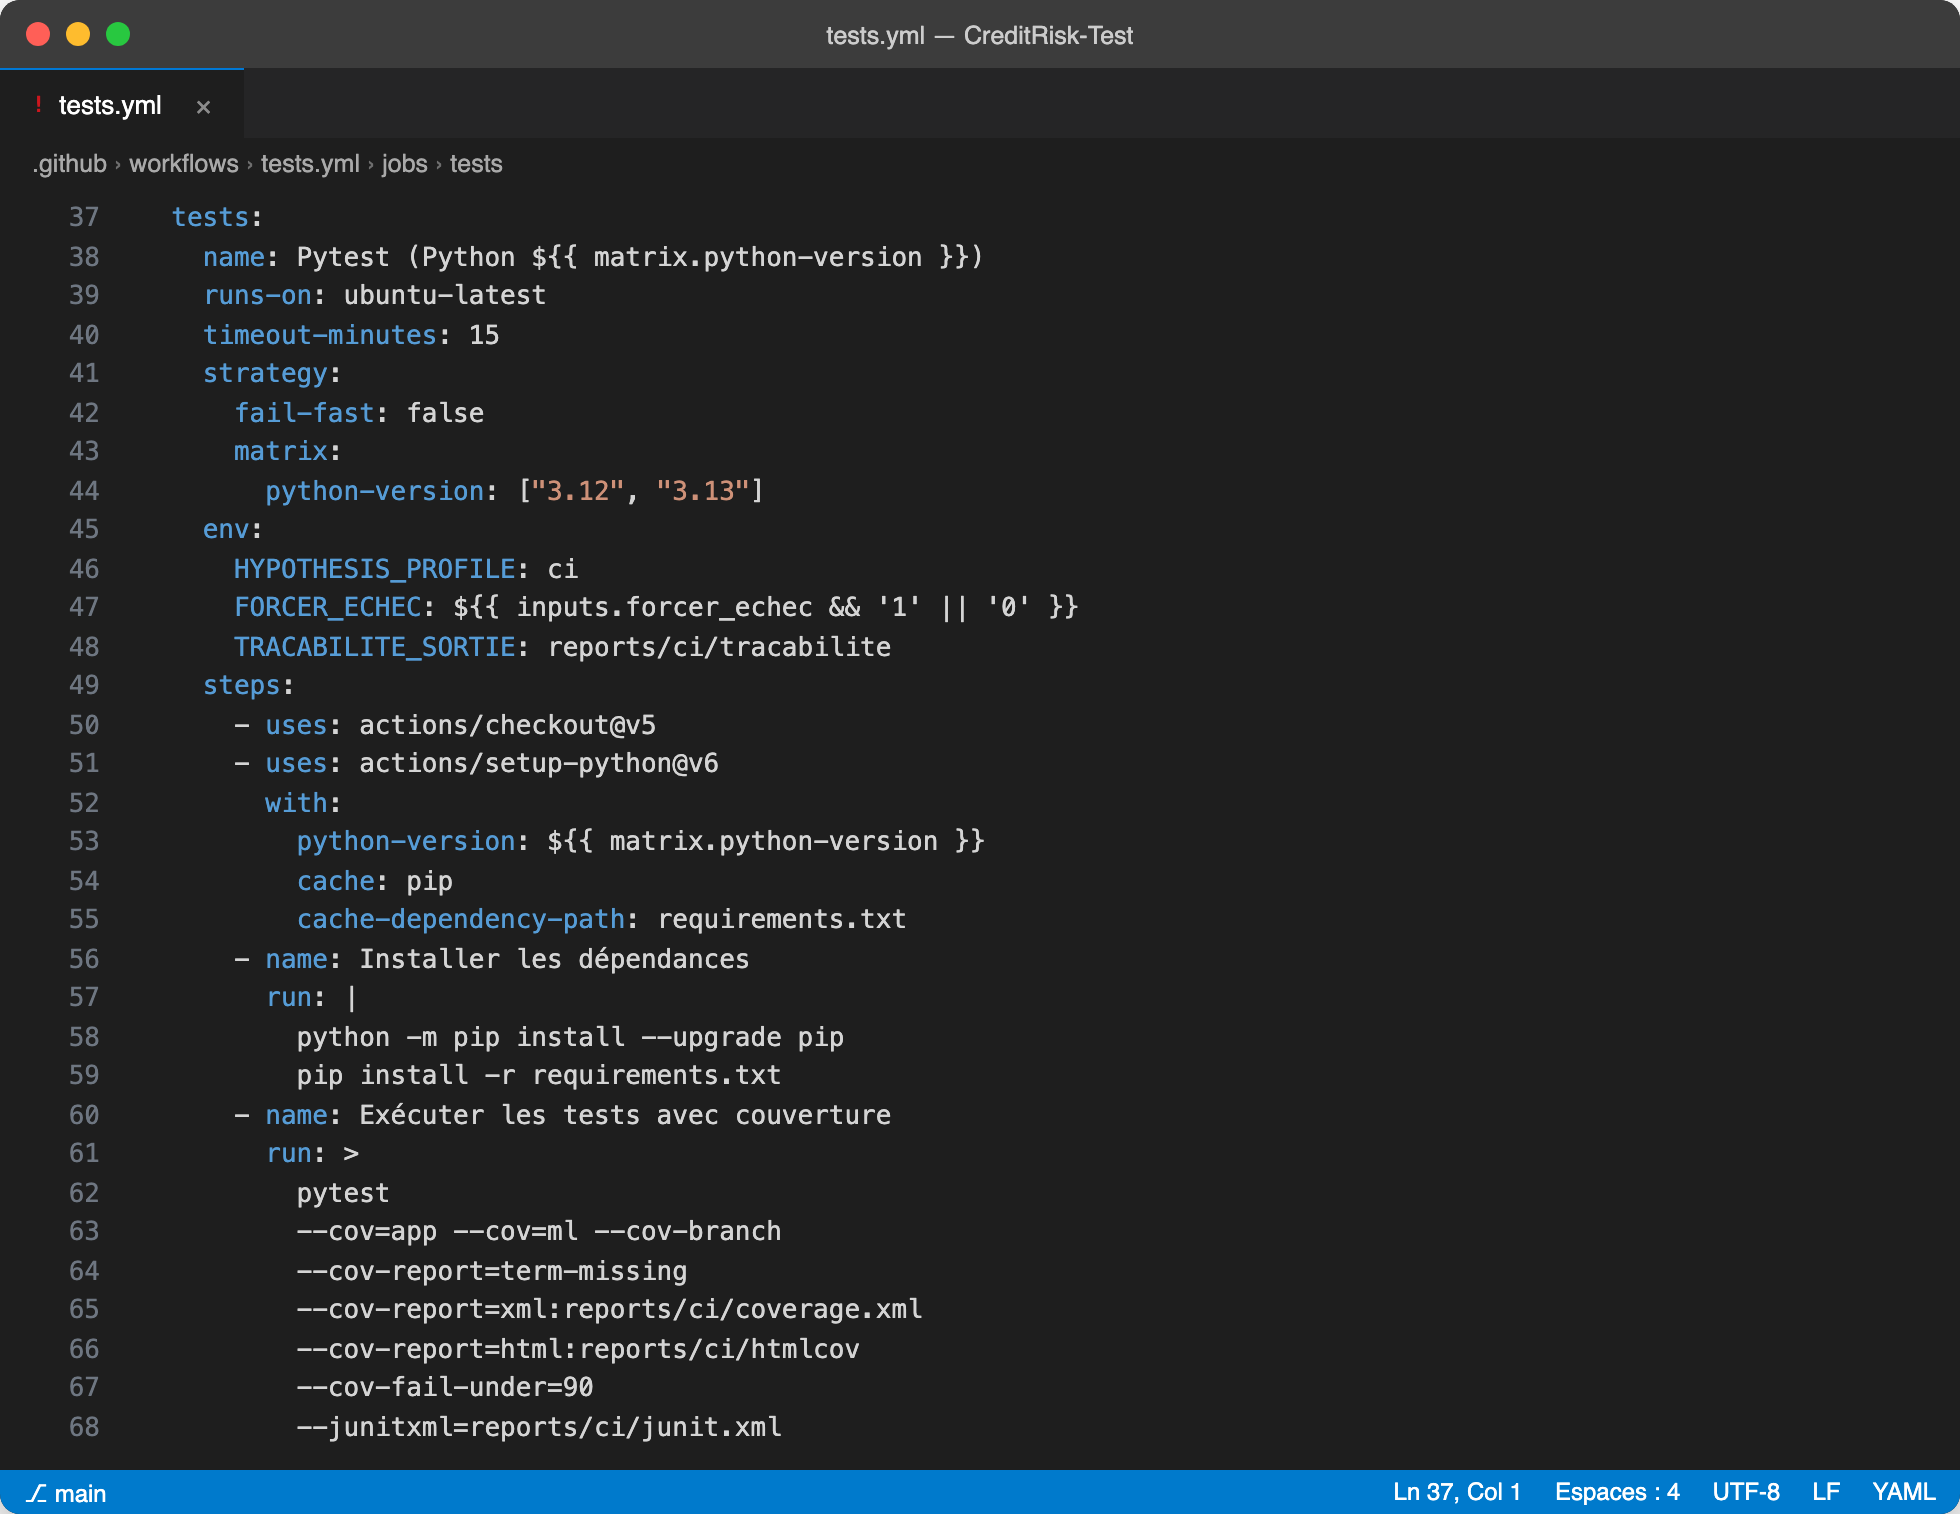 tests.yml — CreditRisk-Test
! tests.yml ×
.github › workflows › tests.yml › jobs › tests
37 tests:
38 name: Pytest (Python ${{ matrix.python-version }})
39 runs-on: ubuntu-latest
40 timeout-minutes: 15
41 strategy:
42 fail-fast: false
43 matrix:
44 python-version: ["3.12", "3.13"]
45 env:
46 HYPOTHESIS_PROFILE: ci
47 FORCER_ECHEC: ${{ inputs.forcer_echec && '1' || '0' }}
48 TRACABILITE_SORTIE: reports/ci/tracabilite
49 steps:
50 - uses: actions/checkout@v5
51 - uses: actions/setup-python@v6
52 with:
53 python-version: ${{ matrix.python-version }}
54 cache: pip
55 cache-dependency-path: requirements.txt
56 - name: Installer les dépendances
57 run: |
58 python -m pip install --upgrade pip
59 pip install -r requirements.txt
60 - name: Exécuter les tests avec couverture
61 run: >
62 pytest
63 --cov=app --cov=ml --cov-branch
64 --cov-report=term-missing
65 --cov-report=xml:reports/ci/coverage.xml
66 --cov-report=html:reports/ci/htmlcov
67 --cov-fail-under=90
68 --junitxml=reports/ci/junit.xml
main Ln 37, Col 1 Espaces : 4 UTF-8 LF YAML